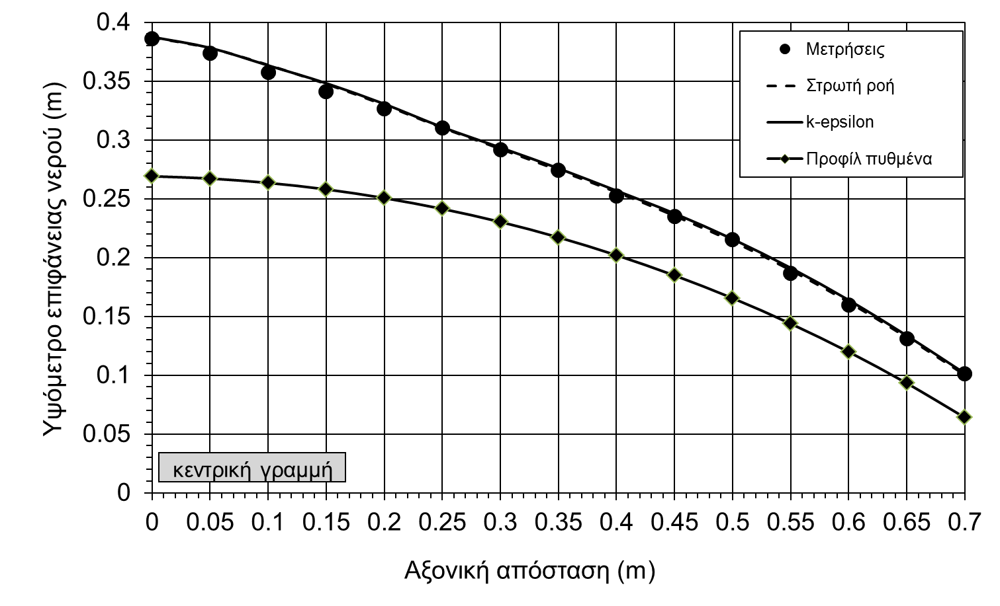 0.4
0.35
0.3
0.25
0.2
0.15
0.1
0.05
0
Υψόμετρο επιφάνειας νερού (m)
Μετρήσεις
Στρωτή ροή
k-epsilon
Προφίλ πυθμένα
κεντρική γραμμή
0 0.05 0.1 0.15 0.2 0.25 0.3 0.35 0.4 0.45 0.5 0.55 0.6 0.65 0.7
Αξονική απόσταση (m)